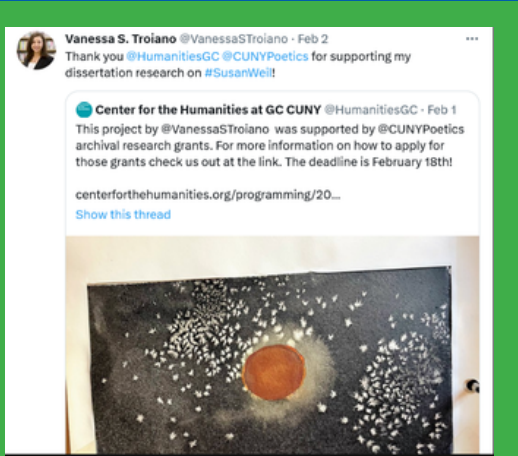 Vanessa S. Troiano @VanessaSTroiano · Feb 2
Thank you @HumanitiesGC @CUNYPoetics for supporting my
dissertation research on #SusanWeil!
Center for the Humanities at GC CUNY @HumanitiesGC · Feb 1
This project by @VanessaSTroiano was supported by @CUNYPoetics
archival research grants. For more information on how to apply for
those grants check us out at the link. The deadline is February 18th!
centerforthehumanities.org/programming/20...
Show this thread